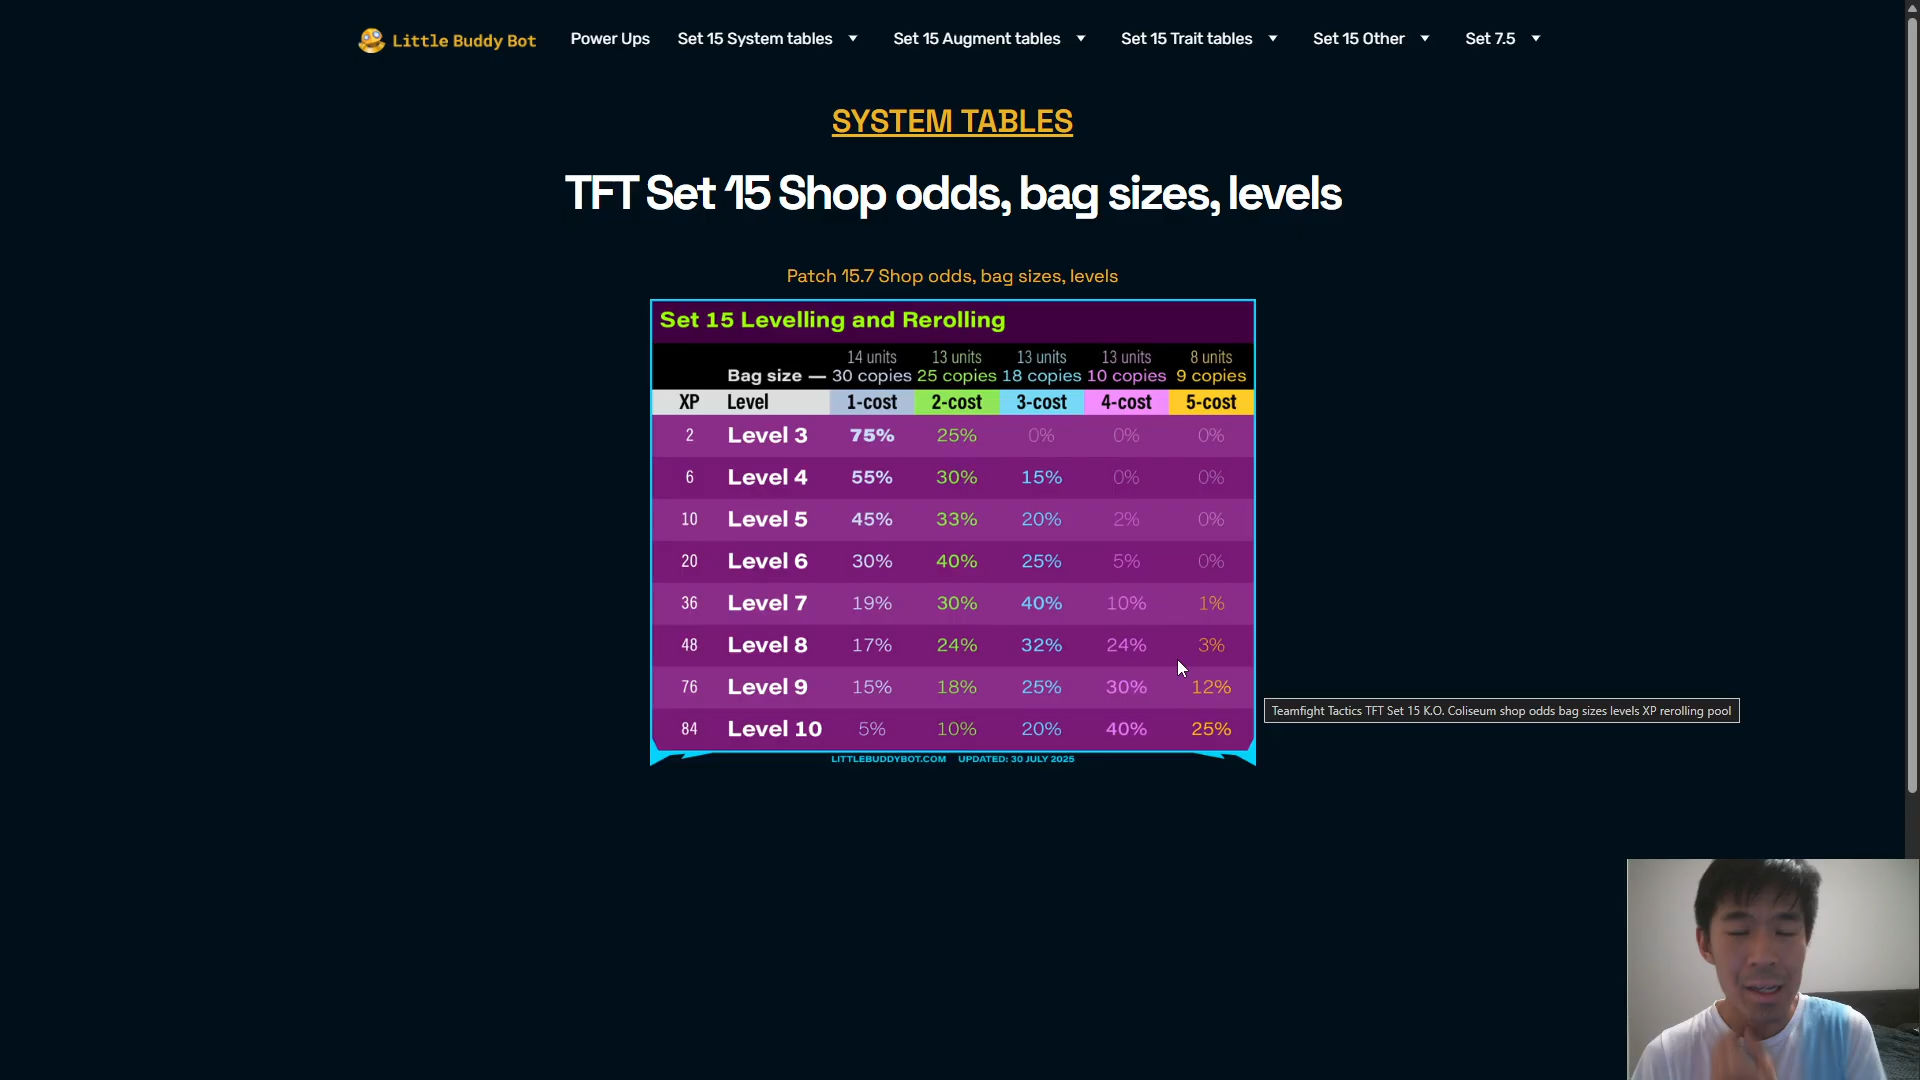 Little Buddy Bot
Power Ups
Set 15 System tables
Set 15 Augment tables
Set 15 Trait tables
Set 15 Other
Set 7.5
SYSTEM TABLES
TFT Set 15 Shop odds, bag sizes, levels
Patch 15.7 Shop odds, bag sizes, levels
Set 15 Levelling and Rerolling
14 units 13 units 13 units 13 units 8 units
Bag size — 30 copies 25 copies 18 copies 10 copies 9 copies
XP Level 1-cost 2-cost 3-cost 4-cost 5-cost
2 Level 3 75% 25% 0% 0% 0%
6 Level 4 55% 30% 15% 0% 0%
10 Level 5 45% 33% 20% 2% 0%
20 Level 6 30% 40% 25% 5% 0%
36 Level 7 19% 30% 40% 10% 1%
48 Level 8 17% 24% 32% 24% 3%
76 Level 9 15% 18% 25% 30% 12%
84 Level 10 5% 10% 20% 40% 25%
LITTLEBUDDYBOT.COM UPDATED: 30 JULY 2025
Teamfight Tactics TFT Set 15 K.O. Coliseum shop odds bag sizes levels XP rerolling pool